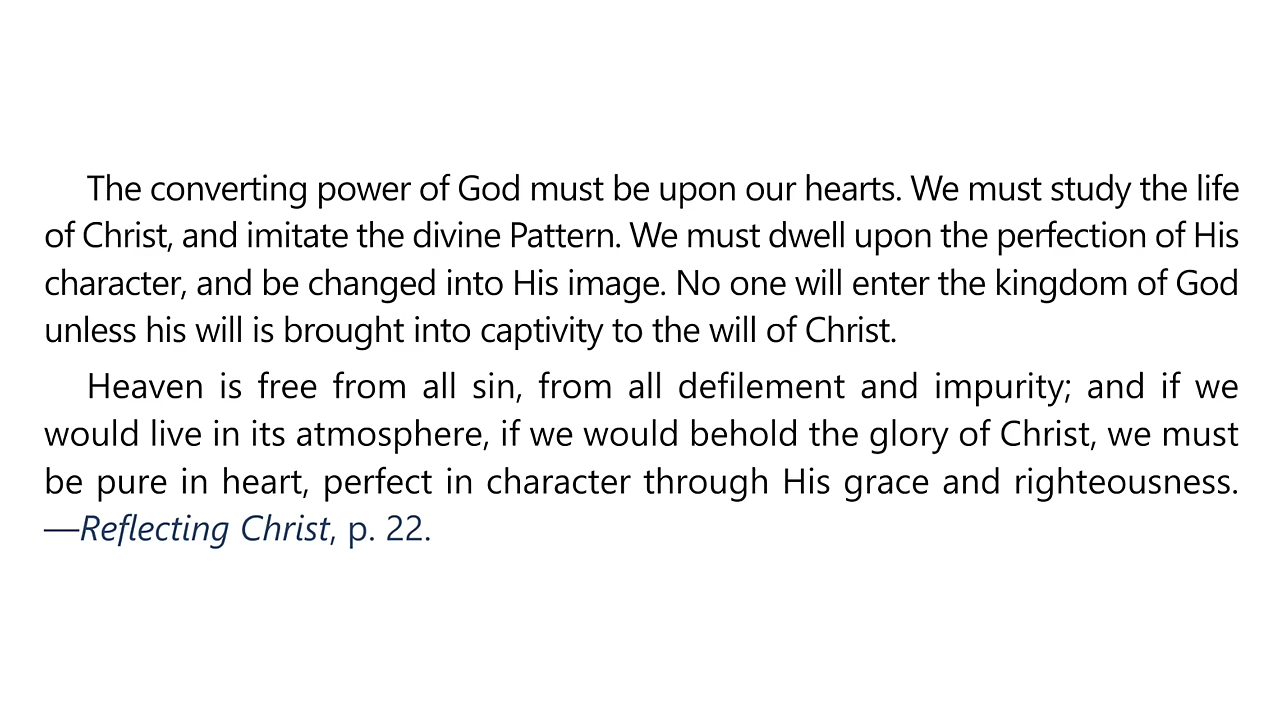 The converting power of God must be upon our hearts. We must study the life
of Christ, and imitate the divine Pattern. We must dwell upon the perfection of His
character, and be changed into His image. No one will enter the kingdom of God
unless his will is brought into captivity to the will of Christ.
Heaven is free from all sin, from all defilement and impurity; and if we
would live in its atmosphere, if we would behold the glory of Christ, we must
be pure in heart, perfect in character through His grace and righteousness.
—Reflecting Christ, p. 22.